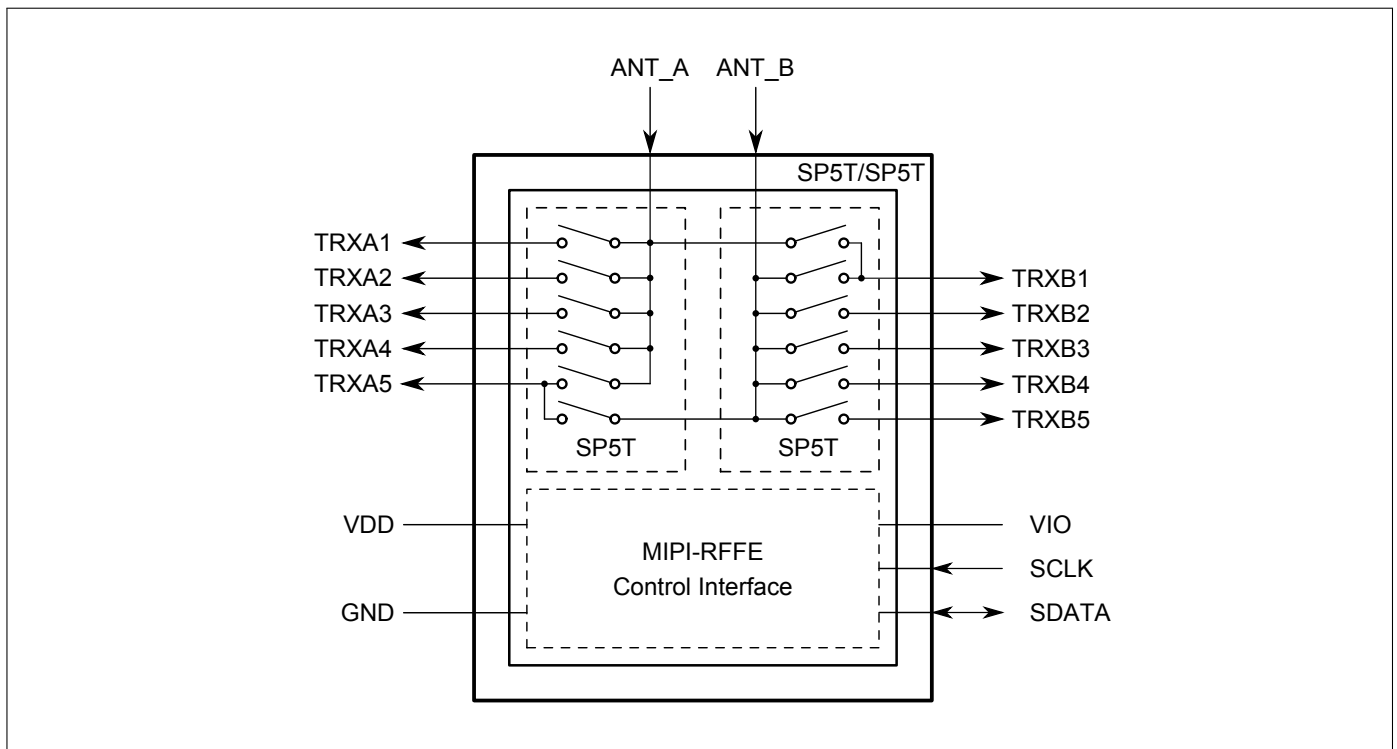 ANT_A ANT_B
SP5T/SP5T
TRXA1
TRXA2
TRXA3
TRXA4
TRXA5
TRXB1
TRXB2
TRXB3
TRXB4
TRXB5
SP5T SP5T
VDD
GND
MIPI-RFFE
Control Interface
VIO
SCLK
SDATA